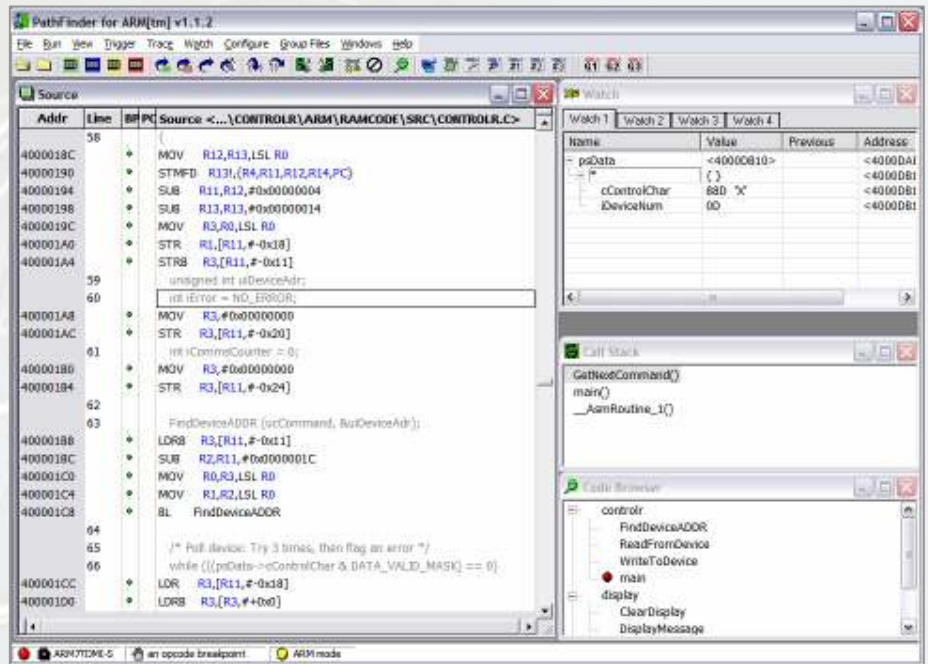 PathFinder for ARM[tm] v1.1.2
File Run View Trigger Trace Watch Configure Group Files Windows Help
Source
Addr Line BP PC Source <...\CONTROLR\ARM\RAMCODE\SRC\CONTROLR.C>
58 {
4000018C MOV R12,R13,LSL R0
40000190 STMFD R13!,{R4,R11,R12,R14,PC}
40000194 SUB R11,R12,#0x00000004
40000198 SUB R13,R13,#0x00000014
4000019C MOV R3,R0,LSL R0
400001A0 STR R1,[R11,#-0x18]
400001A4 STRB R3,[R11,#-0x11]
59 unsigned int uiDeviceAdr;
60 int iError = NO_ERROR;
400001A8 MOV R3,#0x00000000
400001AC STR R3,[R11,#-0x20]
61 int iCommsCounter = 0;
400001B0 MOV R3,#0x00000000
400001B4 STR R3,[R11,#-0x24]
62
63 FindDeviceADDR (ucCommand, &uiDeviceAdr);
400001B8 LDRB R3,[R11,#-0x11]
400001BC SUB R2,R11,#0x0000001C
400001C0 MOV R0,R3,LSL R0
400001C4 MOV R1,R2,LSL R0
400001C8 BL FindDeviceADDR
64
65 /* Poll device: Try 3 times, then flag an error */
66 while (((psData->cControlChar & DATA_VALID_MASK) == 0)
400001CC LDR R3,[R11,#-0x18]
400001D0 LDRB R3,[R3,#+0x0]
Watch
Watch 1 Watch 2 Watch 3 Watch 4
Name Value Previous Address
psData <4000DB10> <4000DA
* { } <4000DB1
cControlChar 88D 'X' <4000DB1
iDeviceNum 0D <4000DB1
Call Stack
GetNextCommand()
main()
__AsmRoutine_1()
Code Browser
controlr
FindDeviceADDR
ReadFromDevice
WriteToDevice
main
display
ClearDisplay
DisplayMessage
ARM7TDMI-S an opcode breakpoint ARM mode